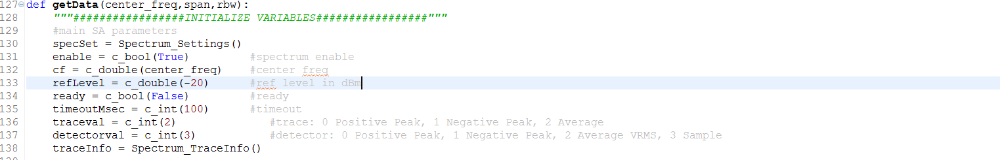 127 def getData(center_freq,span,rbw):
128     """#################INITIALIZE VARIABLES#################"""
129     #main SA parameters
130     specSet = Spectrum_Settings()
131     enable = c_bool(True)         #spectrum enable
132     cf = c_double(center_freq)    #center freq
133     refLevel = c_double(-20)      #ref level in dBm
134     ready = c_bool(False)         #ready
135     timeoutMsec = c_int(100)      #timeout
136     traceval = c_int(2)              #trace: 0 Positive Peak, 1 Negative Peak, 2 Average
137     detectorval = c_int(3)           #detector: 0 Positive Peak, 1 Negative Peak, 2 Average VRMS, 3 Sample
138     traceInfo = Spectrum_TraceInfo()